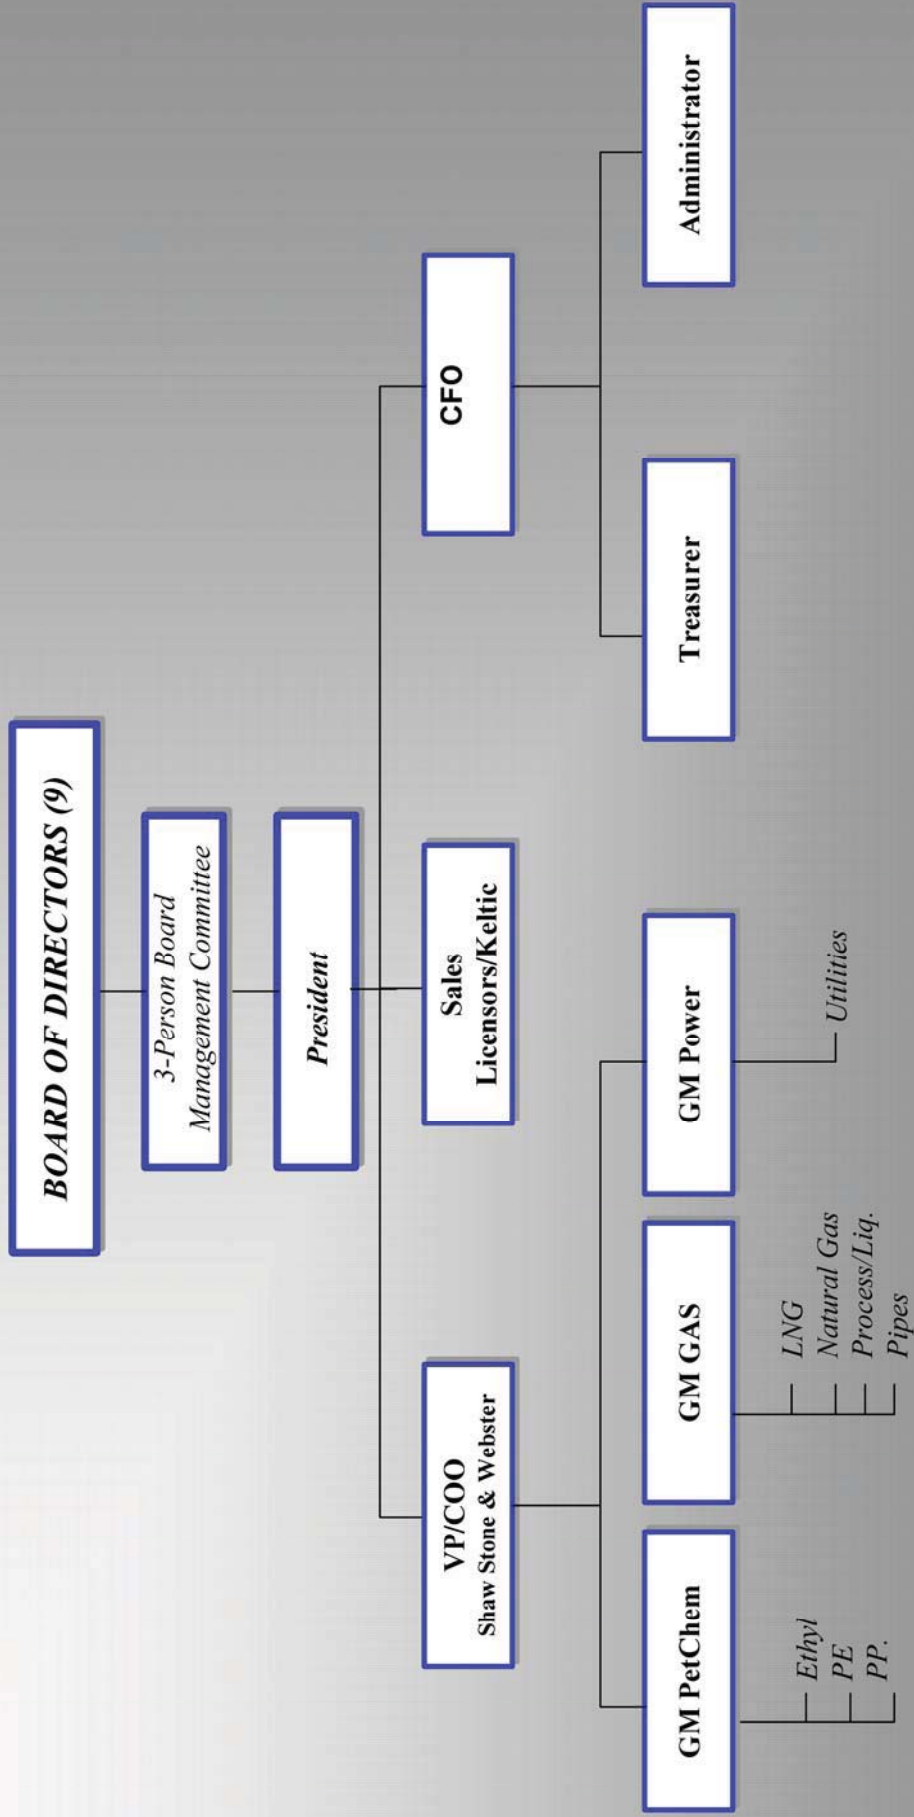 BOARD OF DIRECTORS (9)
3-Person Board
Management Committee
President
VP/COO
Shaw Stone & Webster
Sales
Licensors/Keltic
CFO
GM PetChem
GM GAS
GM Power
Treasurer
Administrator
Ethyl
PE
PP.
LNG
Natural Gas
Process/Liq.
Pipes
Utilities